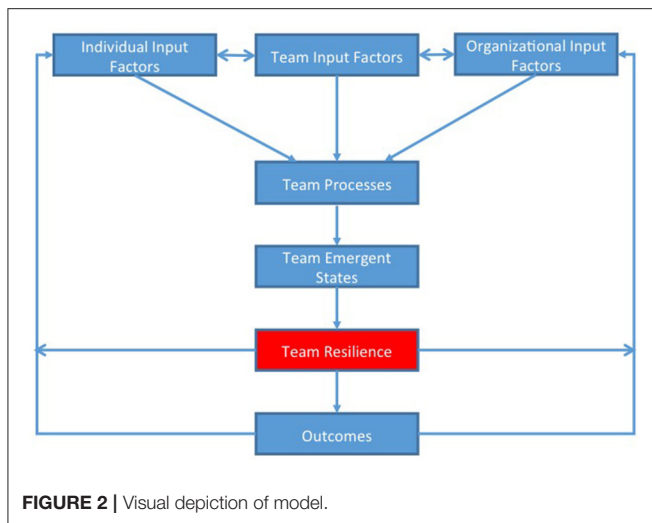 Individual Input
Factors
Team Input Factors
Organizational Input
Factors
Team Processes
Team Emergent
States
Team Resilience
Outcomes
FIGURE 2 | Visual depiction of model.